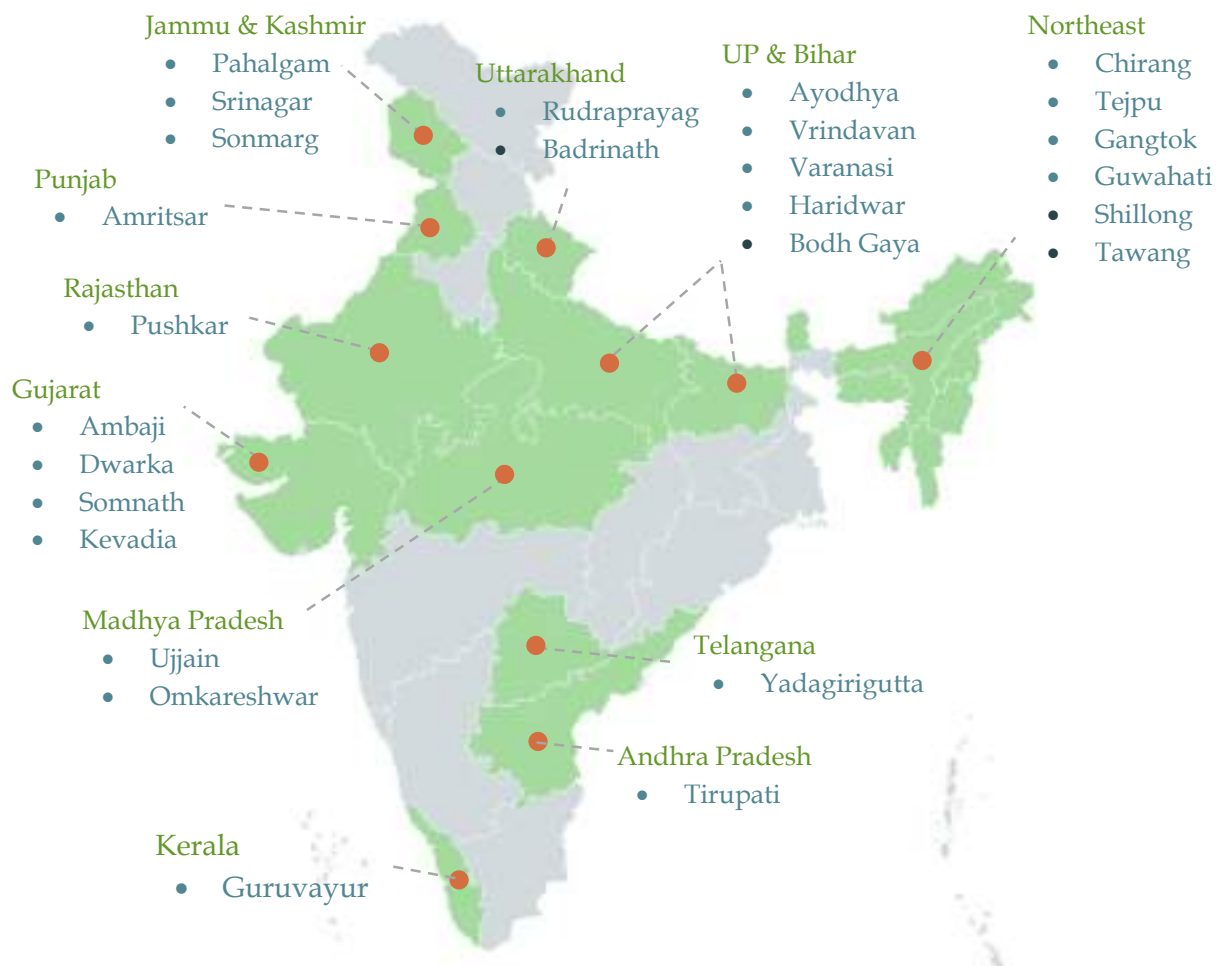 Jammu & Kashmir
• Pahalgam
• Srinagar
• Sonmarg
Uttarakhand
• Rudraprayag
• Badrinath
UP & Bihar
• Ayodhya
• Vrindavan
• Varanasi
• Haridwar
• Bodh Gaya
Northeast
• Chirang
• Tejpu
• Gangtok
• Guwahati
• Shillong
• Tawang
Punjab
• Amritsar
Rajasthan
• Pushkar
Gujarat
• Ambaji
• Dwarka
• Somnath
• Kevadia
Madhya Pradesh
• Ujjain
• Omkareshwar
Telangana
• Yadagirigutta
Andhra Pradesh
• Tirupati
Kerala
• Guruvayur